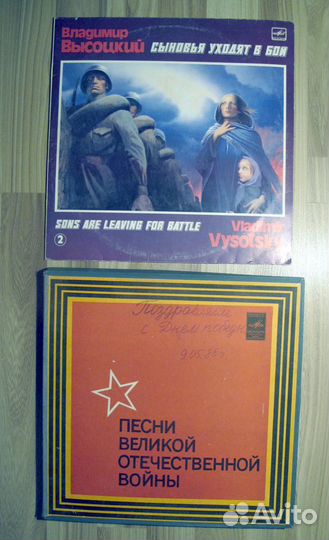 Владимир
Высоцкий
СЫНОВЬЯ УХОДЯТ В БОЙ
SONS ARE LEAVING FOR BATTLE
2
Vladimir
Vysotsky
Поздравляем
с Днем победы
9.05.85г.
ПЕСНИ
ВЕЛИКОЙ
ОТЕЧЕСТВЕННОЙ
ВОЙНЫ
Avito